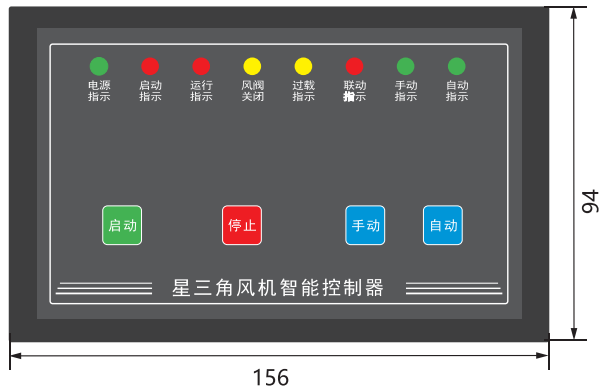 电源 启动 运行 风阀 过载 联动 手动 自动
指示 指示 指示 关闭 指示 指示 指示 指示
启动 停止 手动 自动
星三角风机智能控制器
94
156